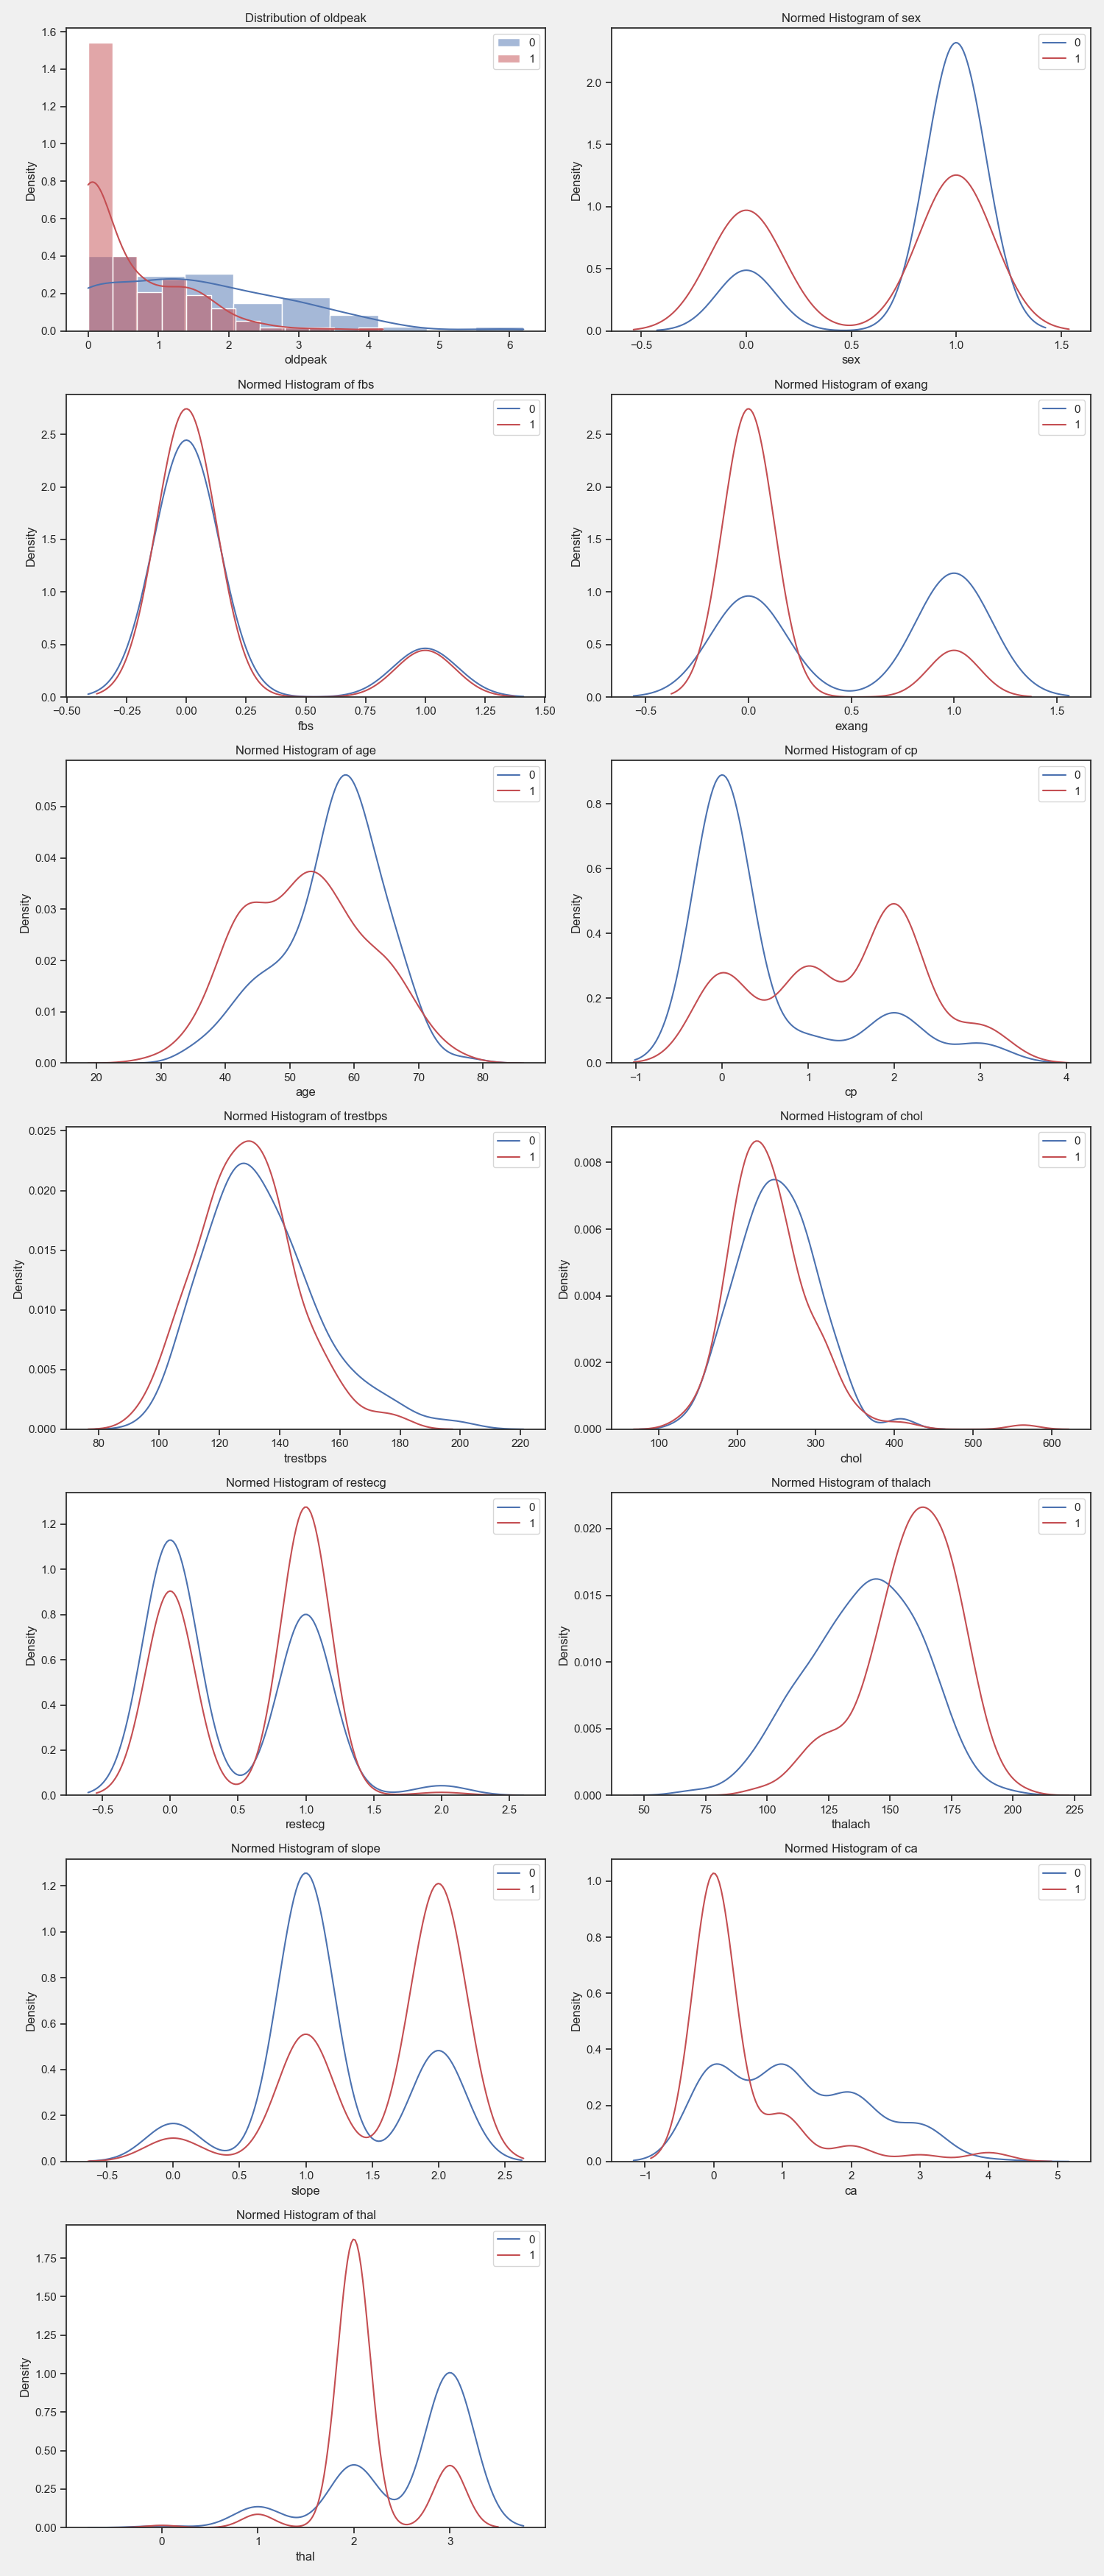 Distribution of oldpeak
0
1
1.6
1.4
1.2
1.0
0.8
0.6
0.4
0.2
0.0
Density
0 1 2 3 4 5 6
oldpeak
Normed Histogram of sex
0
1
2.0
1.5
1.0
0.5
0.0
Density
−0.5 0.0 0.5 1.0 1.5
sex
Normed Histogram of fbs
0
1
2.5
2.0
1.5
1.0
0.5
0.0
Density
−0.50 −0.25 0.00 0.25 0.50 0.75 1.00 1.25 1.50
fbs
Normed Histogram of exang
0
1
2.5
2.0
1.5
1.0
0.5
0.0
Density
−0.5 0.0 0.5 1.0 1.5
exang
Normed Histogram of age
0
1
0.05
0.04
0.03
0.02
0.01
0.00
Density
20 30 40 50 60 70 80
age
Normed Histogram of cp
0
1
0.8
0.6
0.4
0.2
0.0
Density
−1 0 1 2 3 4
cp
Normed Histogram of trestbps
0
1
0.025
0.020
0.015
0.010
0.005
0.000
Density
80 100 120 140 160 180 200 220
trestbps
Normed Histogram of chol
0
1
0.008
0.006
0.004
0.002
0.000
Density
100 200 300 400 500 600
chol
Normed Histogram of restecg
0
1
1.2
1.0
0.8
0.6
0.4
0.2
0.0
Density
−0.5 0.0 0.5 1.0 1.5 2.0 2.5
restecg
Normed Histogram of thalach
0
1
0.020
0.015
0.010
0.005
0.000
Density
50 75 100 125 150 175 200 225
thalach
Normed Histogram of slope
0
1
1.2
1.0
0.8
0.6
0.4
0.2
0.0
Density
−0.5 0.0 0.5 1.0 1.5 2.0 2.5
slope
Normed Histogram of ca
0
1
1.0
0.8
0.6
0.4
0.2
0.0
Density
−1 0 1 2 3 4 5
ca
Normed Histogram of thal
0
1
1.75
1.50
1.25
1.00
0.75
0.50
0.25
0.00
Density
0 1 2 3
thal